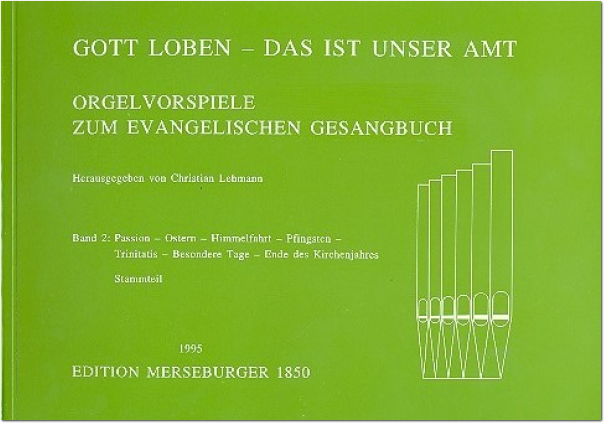 GOTT LOBEN – DAS IST UNSER AMT
ORGELVORSPIELE
ZUM EVANGELISCHEN GESANGBUCH
Herausgegeben von Christian Lehmann
Band 2: Passion – Ostern – Himmelfahrt – Pfingsten –
Trinitatis – Besondere Tage – Ende des Kirchenjahres
Stammteil
1995
EDITION MERSEBURGER 1850